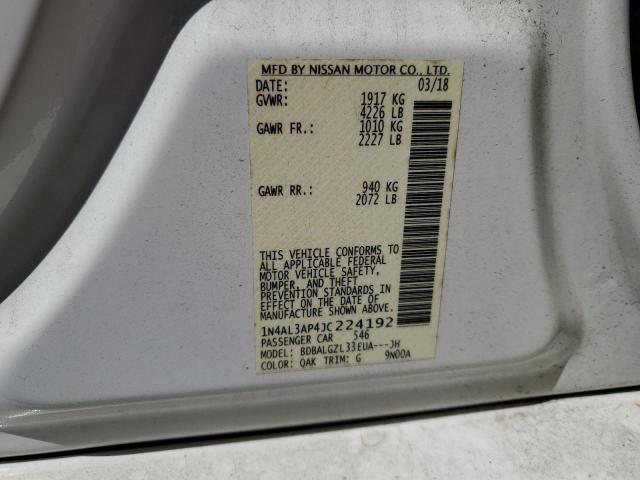 MFD BY NISSAN MOTOR CO., LTD.
DATE: 03/18
GVWR: 1917 KG
4226 LB
GAWR FR.: 1010 KG
2227 LB
GAWR RR.: 940 KG
2072 LB
THIS VEHICLE CONFORMS TO
ALL APPLICABLE FEDERAL
MOTOR VEHICLE SAFETY,
BUMPER, AND THEFT
PREVENTION STANDARDS IN
EFFECT ON THE DATE OF
MANUFACTURE SHOWN ABOVE.
1N4AL3AP4JC224192
PASSENGER CAR 546
MODEL: BDBALGZL33EUA---JH
COLOR: QAK TRIM: G 9N00A